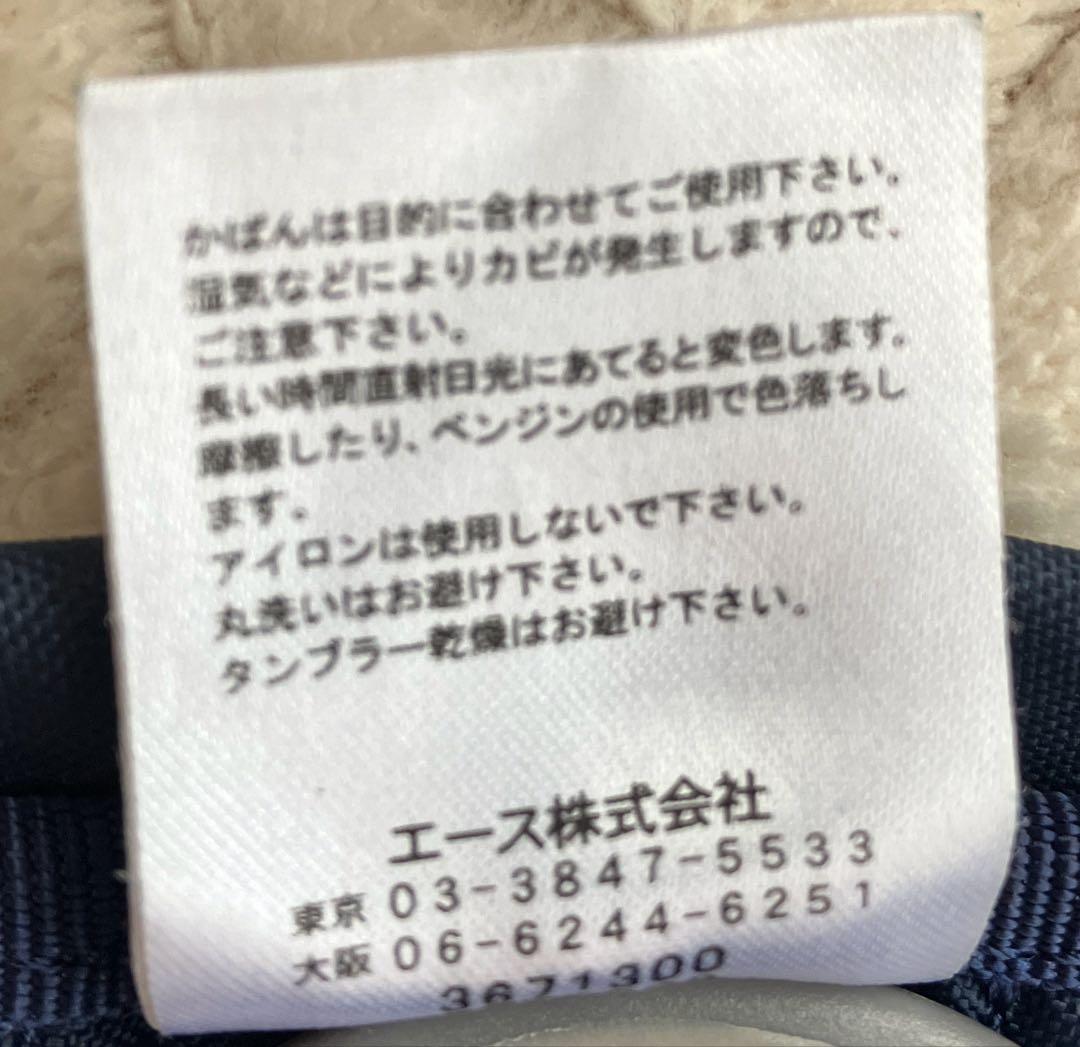 かばんは目的に合わせてご使用下さい。
湿気などによりカビが発生しますので、
ご注意下さい。
長い時間直射日光にあてると変色します。
摩擦したり、ベンジンの使用で色落ちし
ます。
アイロンは使用しないで下さい。
丸洗いはお避け下さい。
タンブラー乾燥はお避け下さい。
エース株式会社
東京 03-3847-5533
大阪 06-6244-6251
3671300